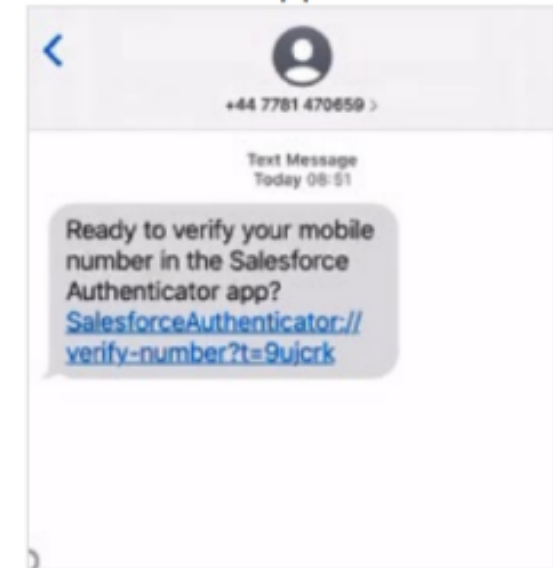 +44 7781 470659 >
Text Message
Today 08:51
Ready to verify your mobile
number in the Salesforce
Authenticator app?
SalesforceAuthenticator://
verify-number?t=9ujcrk